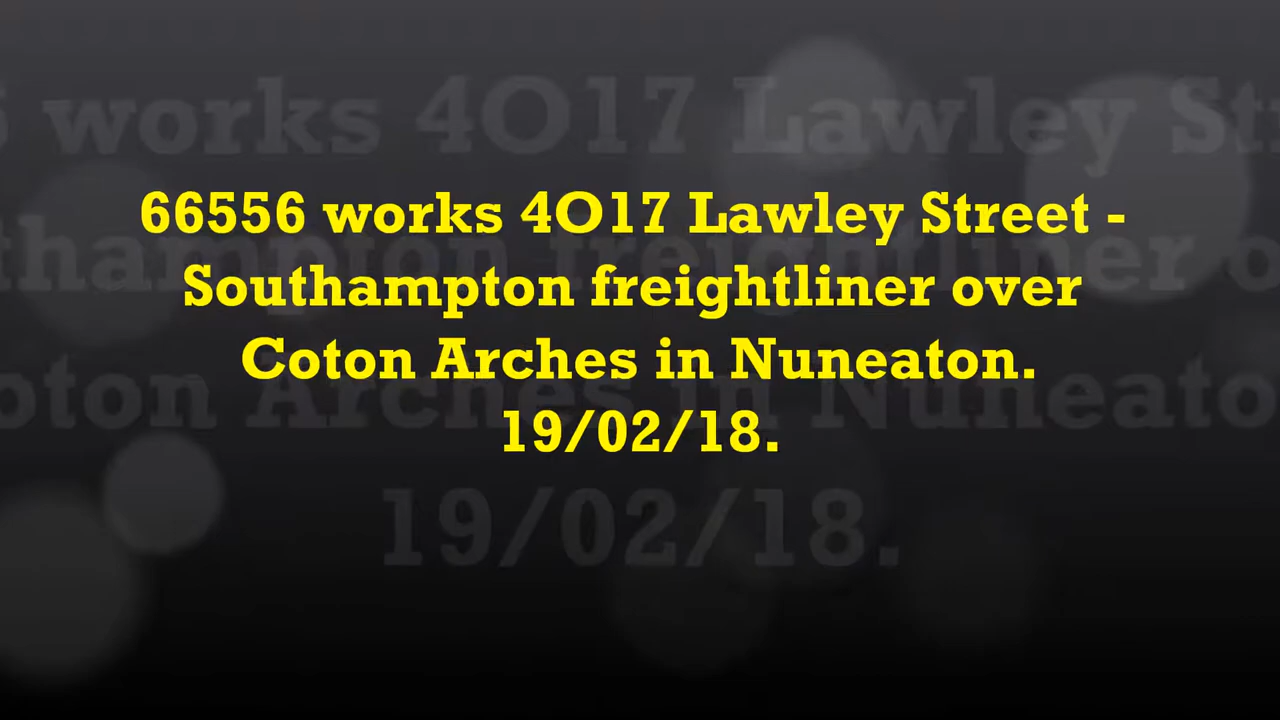 66556 works 4O17 Lawley Street -
Southampton freightliner over
Coton Arches in Nuneaton.
19/02/18.